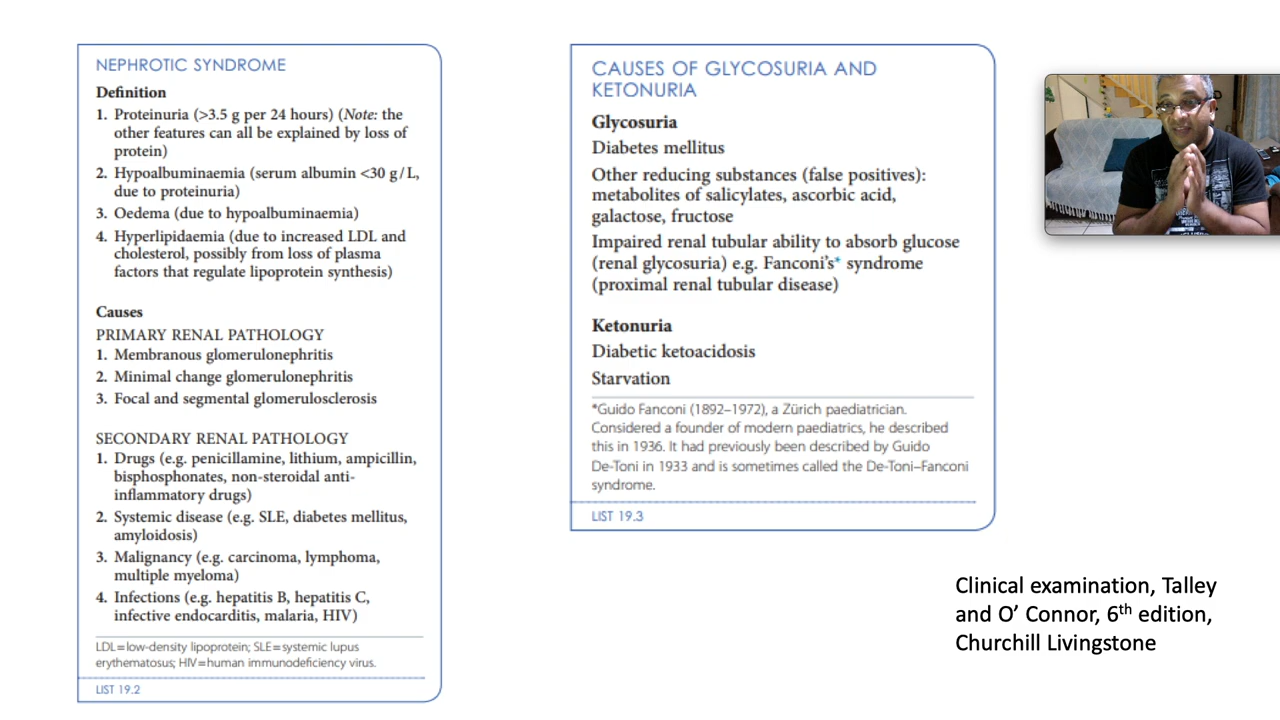 NEPHROTIC SYNDROME
Definition
1. Proteinuria (>3.5 g per 24 hours) (Note: the
other features can all be explained by loss of
protein)
2. Hypoalbuminaemia (serum albumin <30 g/L,
due to proteinuria)
3. Oedema (due to hypoalbuminaemia)
4. Hyperlipidaemia (due to increased LDL and
cholesterol, possibly from loss of plasma
factors that regulate lipoprotein synthesis)
Causes
PRIMARY RENAL PATHOLOGY
1. Membranous glomerulonephritis
2. Minimal change glomerulonephritis
3. Focal and segmental glomerulosclerosis
SECONDARY RENAL PATHOLOGY
1. Drugs (e.g. penicillamine, lithium, ampicillin,
bisphosphonates, non-steroidal anti-
inflammatory drugs)
2. Systemic disease (e.g. SLE, diabetes mellitus,
amyloidosis)
3. Malignancy (e.g. carcinoma, lymphoma,
multiple myeloma)
4. Infections (e.g. hepatitis B, hepatitis C,
infective endocarditis, malaria, HIV)
LDL=low-density lipoprotein; SLE=systemic lupus
erythematosus; HIV=human immunodeficiency virus.
LIST 19.2
CAUSES OF GLYCOSURIA AND
KETONURIA
Glycosuria
Diabetes mellitus
Other reducing substances (false positives):
metabolites of salicylates, ascorbic acid,
galactose, fructose
Impaired renal tubular ability to absorb glucose
(renal glycosuria) e.g. Fanconi's* syndrome
(proximal renal tubular disease)
Ketonuria
Diabetic ketoacidosis
Starvation
*Guido Fanconi (1892–1972), a Zürich paediatrician.
Considered a founder of modern paediatrics, he described
this in 1936. It had previously been described by Guido
De-Toni in 1933 and is sometimes called the De-Toni–Fanconi
syndrome.
LIST 19.3
Clinical examination, Talley
and O' Connor, 6th edition,
Churchill Livingstone